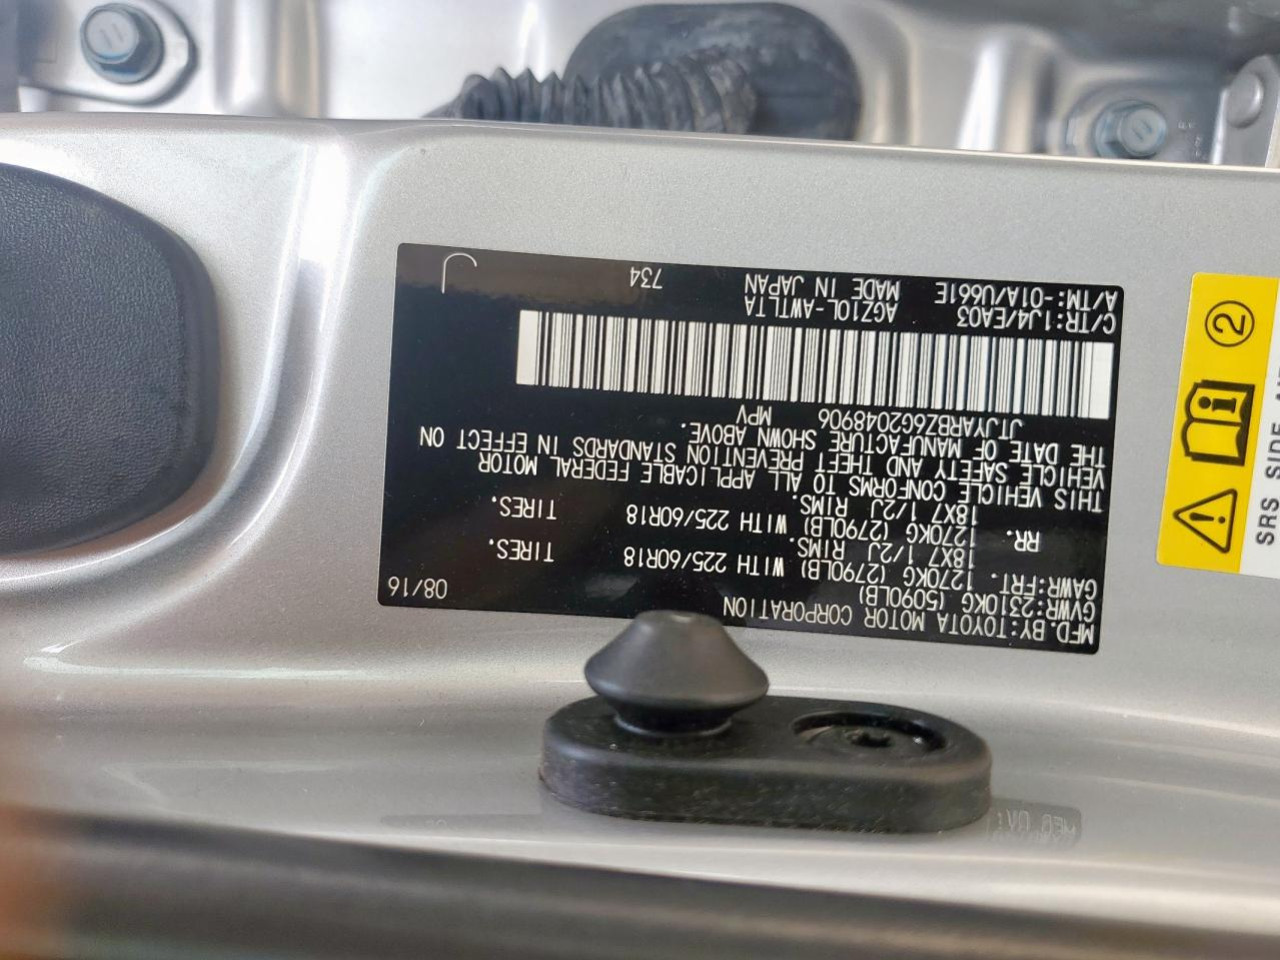 MFD.BY:TOYOTA MOTOR CORPORATION 08/16
GVWR:2310KG (5090LB)
GAWR:FRT. 1270KG (2790LB) WITH 225/60R18 TIRES.
18X7 1/2J RIMS.
RR. 1270KG (2790LB) WITH 225/60R18 TIRES.
18X7 1/2J RIMS.
THIS VEHICLE CONFORMS TO ALL APPLICABLE FEDERAL MOTOR
VEHICLE SAFETY AND THEFT PREVENTION STANDARDS IN EFFECT ON
THE DATE OF MANUFACTURE SHOWN ABOVE.
JTJYARBZ6G2048906 MPV
C/TR:1J4/EA03 AGZ10L-AWTLTA
A/TM:-01A/U661E MADE IN JAPAN 734
J
2
SRS SIDE